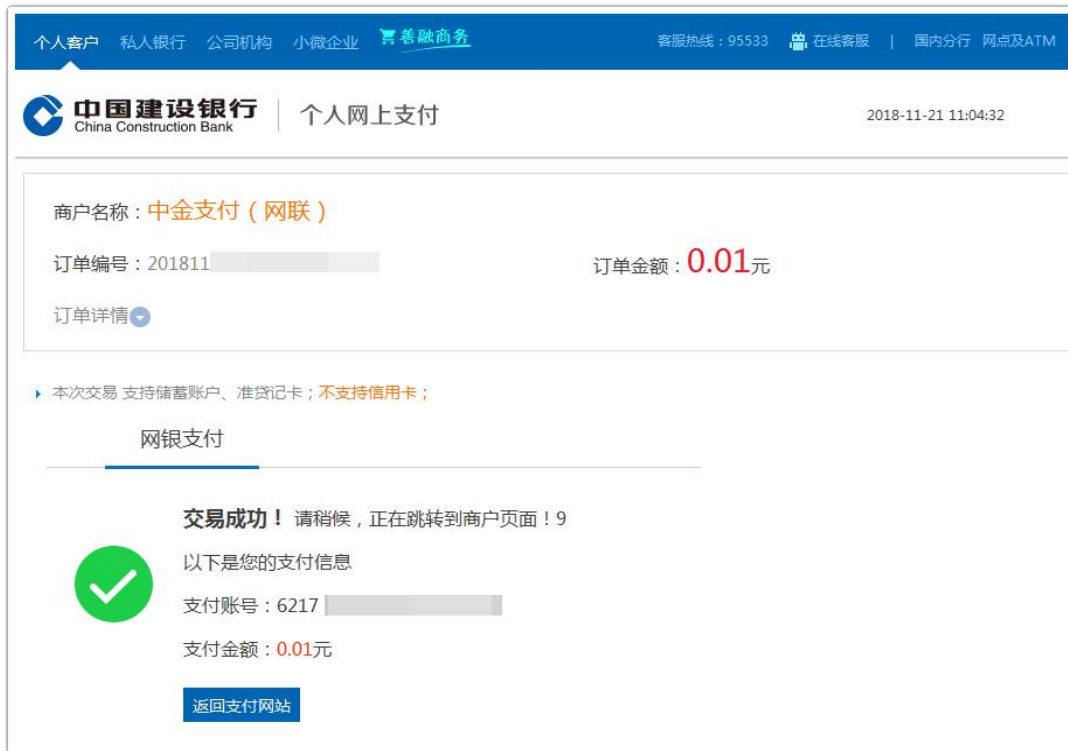 个人客户 私人银行 公司机构 小微企业 善融商务 客服热线：95533 在线客服 | 国内分行 网点及ATM
中国建设银行 个人网上支付 2018-11-21 11:04:32
China Construction Bank
商户名称：中金支付（网联）
订单编号：201811 订单金额：0.01元
订单详情
本次交易 支持储蓄账户、准贷记卡；不支持信用卡；
网银支付
交易成功！ 请稍候，正在跳转到商户页面！9
以下是您的支付信息
支付账号：6217
支付金额：0.01元
返回支付网站